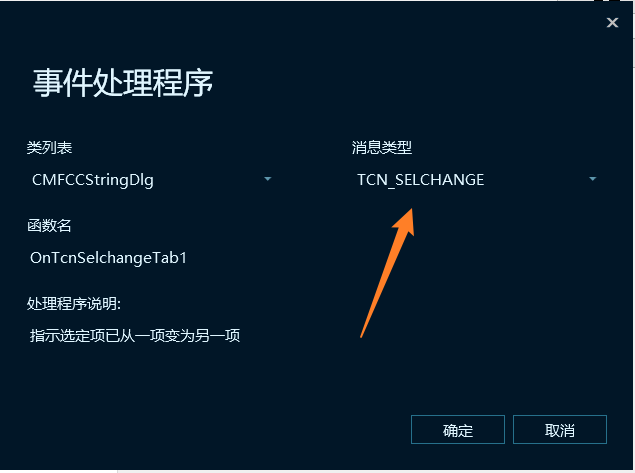 事件处理程序
类列表
消息类型
CMFCCStringDlg
TCN_SELCHANGE
函数名
OnTcnSelchangeTab1
处理程序说明:
指示选定项已从一项变为另一项
确定
取消